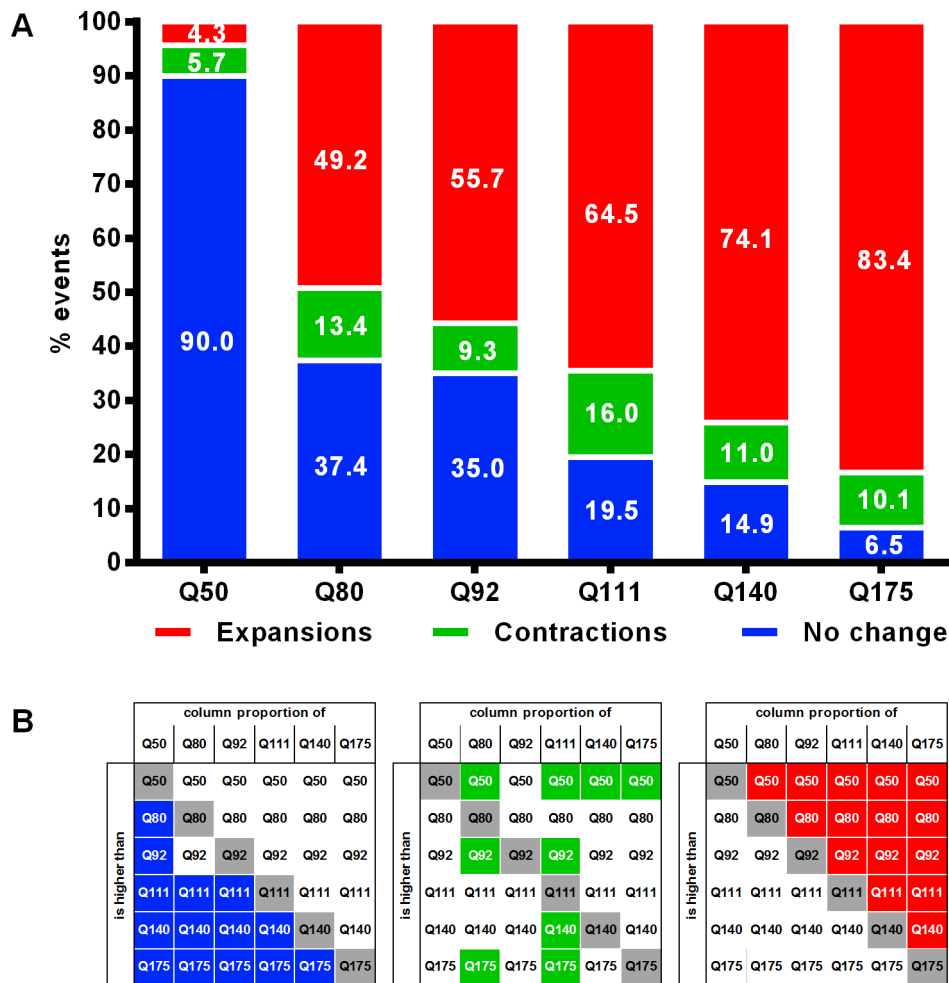 A
100
90
80
70
60
50
40
30
20
10
0
% events
4.3
5.7
90.0
49.2
13.4
37.4
55.7
9.3
35.0
64.5
16.0
19.5
74.1
11.0
14.9
83.4
10.1
6.5
Q50 Q80 Q92 Q111 Q140 Q175
Expansions Contractions No change
B
column proportion of
Q50 Q80 Q92 Q111 Q140 Q175
is higher than
Q50 Q50 Q50 Q50 Q50 Q50
Q80 Q80 Q80 Q80 Q80 Q80
Q92 Q92 Q92 Q92 Q92 Q92
Q111 Q111 Q111 Q111 Q111 Q111
Q140 Q140 Q140 Q140 Q140 Q140
Q175 Q175 Q175 Q175 Q175 Q175
column proportion of
Q50 Q80 Q92 Q111 Q140 Q175
is higher than
Q50 Q50 Q50 Q50 Q50 Q50
Q80 Q80 Q80 Q80 Q80 Q80
Q92 Q92 Q92 Q92 Q92 Q92
Q111 Q111 Q111 Q111 Q111 Q111
Q140 Q140 Q140 Q140 Q140 Q140
Q175 Q175 Q175 Q175 Q175 Q175
column proportion of
Q50 Q80 Q92 Q111 Q140 Q175
is higher than
Q50 Q50 Q50 Q50 Q50 Q50
Q80 Q80 Q80 Q80 Q80 Q80
Q92 Q92 Q92 Q92 Q92 Q92
Q111 Q111 Q111 Q111 Q111 Q111
Q140 Q140 Q140 Q140 Q140 Q140
Q175 Q175 Q175 Q175 Q175 Q175